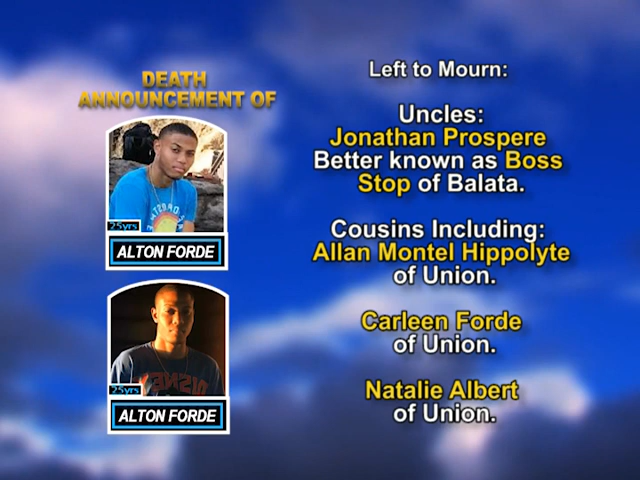 DEATH
ANNOUNCEMENT OF
25yrs
ALTON FORDE
25yrs
ALTON FORDE
Left to Mourn:
Uncles:
Jonathan Prospere
Better known as Boss
Stop of Balata.
Cousins Including:
Allan Montel Hippolyte
of Union.
Carleen Forde
of Union.
Natalie Albert
of Union.